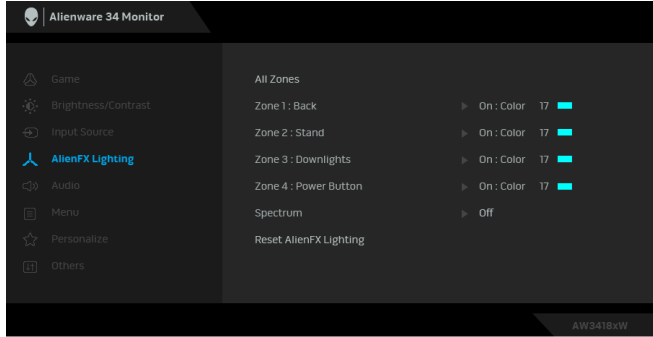 Alienware 34 Monitor
Game
Brightness/Contrast
Input Source
AlienFX Lighting
Audio
Menu
Personalize
Others
All Zones
Zone 1 : Back On : Color 17
Zone 2 : Stand On : Color 17
Zone 3 : Downlights On : Color 17
Zone 4 : Power Button On : Color 17
Spectrum Off
Reset AlienFX Lighting
AW3418xW